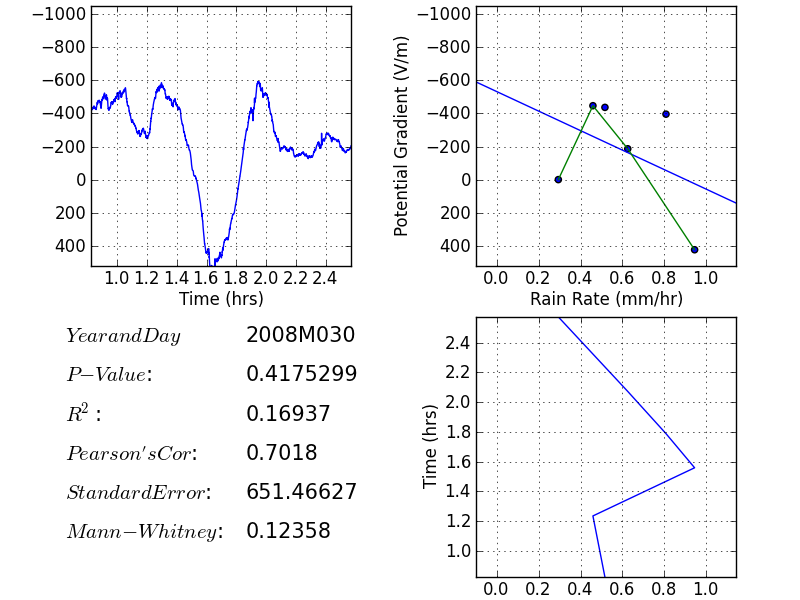 −1000
−800
−600
−400
−200
0
200
400
1.0 1.2 1.4 1.6 1.8 2.0 2.2 2.4
Time (hrs)
Potential Gradient (V/m)
−1000
−800
−600
−400
−200
0
200
400
0.0 0.2 0.4 0.6 0.8 1.0
Rain Rate (mm/hr)
YearandDay 2008M030
P−Value: 0.4175299
R²: 0.16937
Pearson'sCor: 0.7018
StandardError: 651.46627
Mann−Whitney: 0.12358
Time (hrs)
2.4
2.2
2.0
1.8
1.6
1.4
1.2
1.0
0.0 0.2 0.4 0.6 0.8 1.0